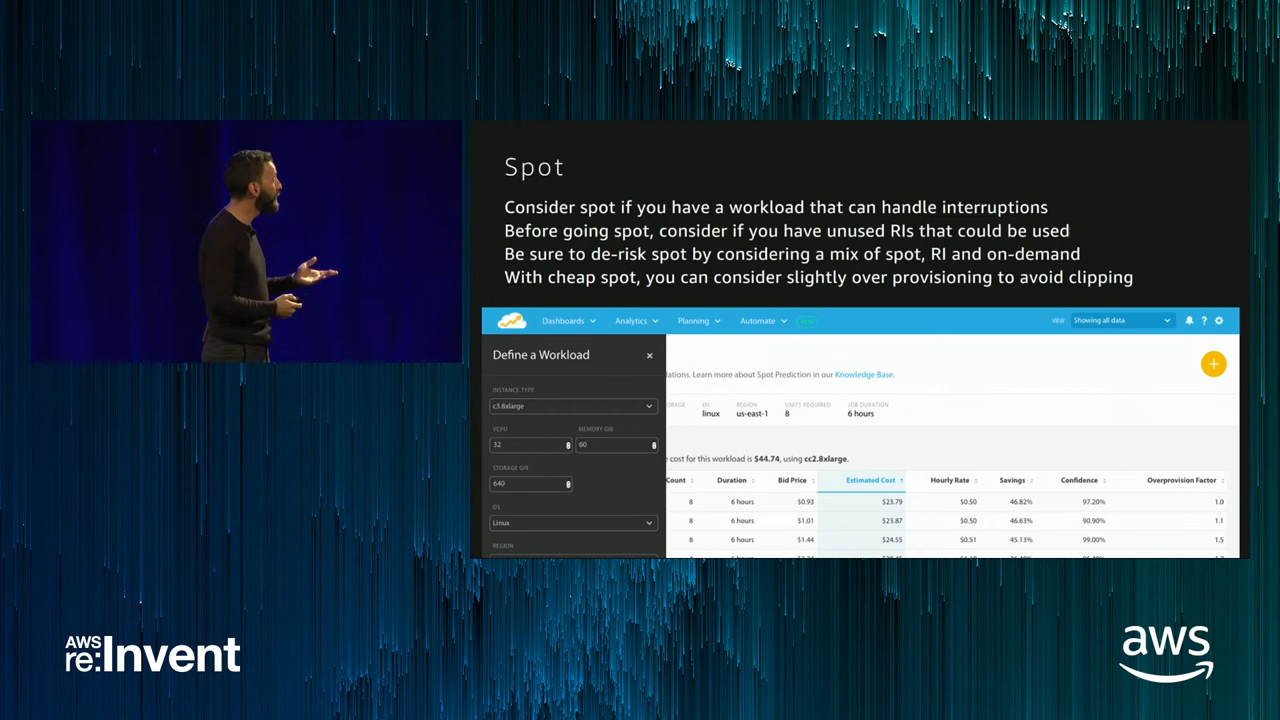 Spot
Consider spot if you have a workload that can handle interruptions
Before going spot, consider if you have unused RIs that could be used
Be sure to de-risk spot by considering a mix of spot, RI and on-demand
With cheap spot, you can consider slightly over provisioning to avoid clipping
Dashboards Analytics Planning Automate NEW VIEW Showing all data ?
Define a Workload ×
dations. Learn more about Spot Prediction in our Knowledge Base. +
INSTANCE TYPE
c3.8xlarge
RAGE OS REGION UNITS REQUIRED JOB DURATION
linux us-east-1 8 6 hours
VCPU MEMORY GIB
32 60
e cost for this workload is $44.74, using cc2.8xlarge.
STORAGE GIB
640
Count Duration Bid Price Estimated Cost Hourly Rate Savings Confidence Overprovision Factor
8 6 hours $0.93 $23.79 $0.50 46.82% 97.20% 1.0
OS
Linux
8 6 hours $1.01 $23.87 $0.50 46.63% 90.90% 1.1
8 6 hours $1.44 $24.55 $0.51 45.13% 99.00% 1.5
REGION
AWS
re:Invent
aws